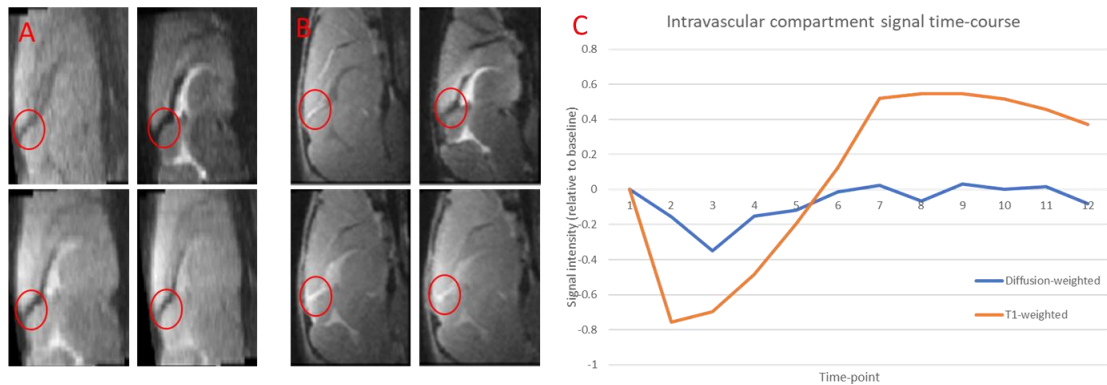 A
B
C
Intravascular compartment signal time-course
Signal intensity (relative to baseline)
0.8
0.6
0.4
0.2
0
-0.2
-0.4
-0.6
-0.8
-1
1 2 3 4 5 6 7 8 9 10 11 12
Diffusion-weighted
T1-weighted
Time-point